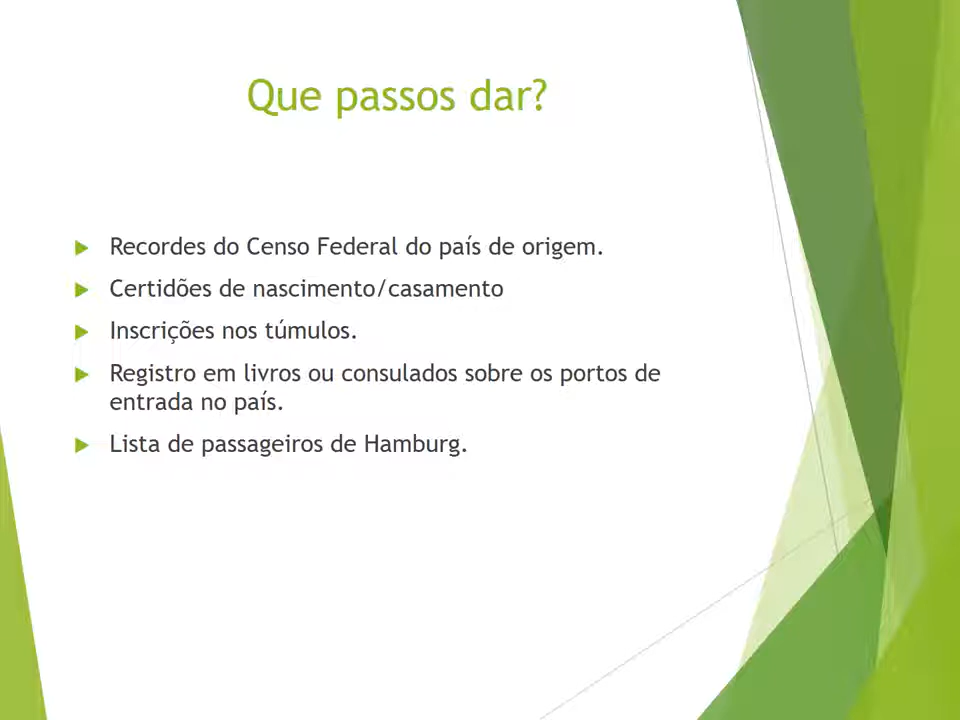 Que passos dar?
Recordes do Censo Federal do país de origem.
Certidões de nascimento/casamento
Inscrições nos túmulos.
Registro em livros ou consulados sobre os portos de
entrada no país.
Lista de passageiros de Hamburg.